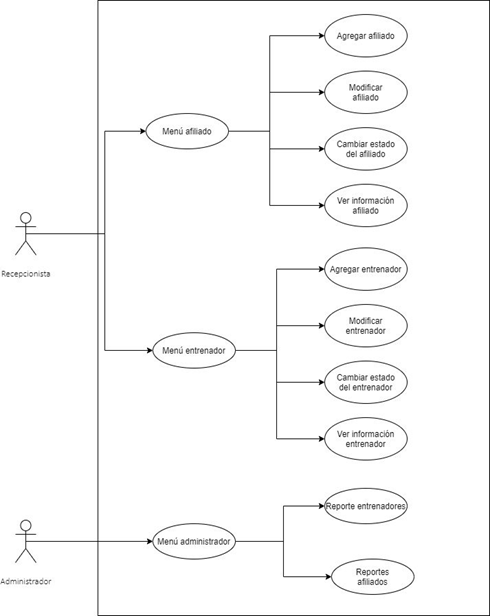 Agregar afiliado
Modificar
afiliado
Menú afiliado
Cambiar estado
del afiliado
Ver información
afiliado
Recepcionista
Agregar entrenador
Modificar
entrenador
Menú entrenador
Cambiar estado
del entrenador
Ver información
entrenador
Reporte entrenadores
Menú administrador
Administrador
Reportes
afiliados